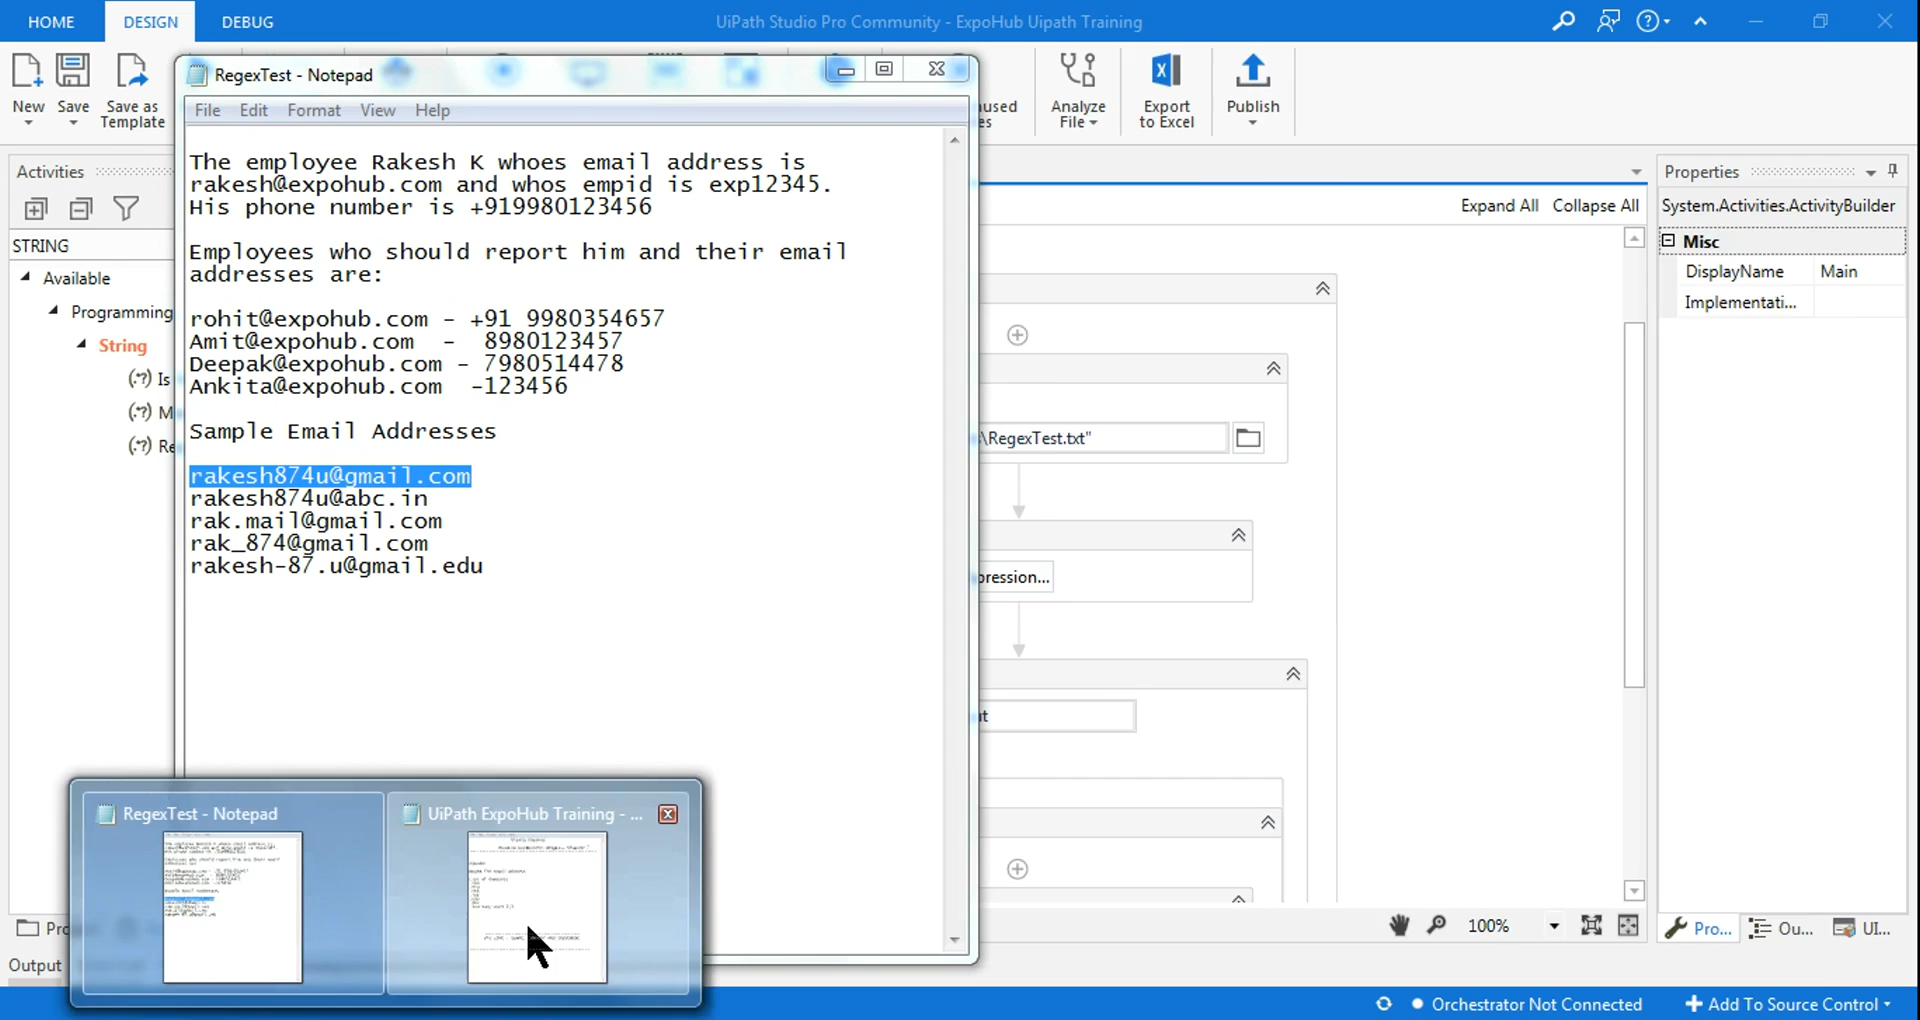 HOME
DESIGN
DEBUG
UiPath Studio Pro Community - ExpoHub Uipath Training
New
Save
Save as
Template
Analyze
File
Export
to Excel
Publish
RegexTest - Notepad
File Edit Format View Help
The employee Rakesh K whoes email address is
rakesh@expohub.com and whos empid is exp12345.
His phone number is +919980123456
Employees who should report him and their email
addresses are:
rohit@expohub.com - +91 9980354657
Amit@expohub.com - 8980123457
Deepak@expohub.com - 7980514478
Ankita@expohub.com -123456
Sample Email Addresses
rakesh874u@gmail.com
rakesh874u@abc.in
rak.mail@gmail.com
rak_874@gmail.com
rakesh-87.u@gmail.edu
Activities
STRING
Available
Programming
String
Is
M
Re
Expand All Collapse All
\RegexTest.txt"
pression...
Properties
System.Activities.ActivityBuilder
Misc
DisplayName Main
Implementati...
RegexTest - Notepad
UiPath ExpoHub Training - ...
100%
Pro...
Ou...
UI...
Output
Orchestrator Not Connected
Add To Source Control